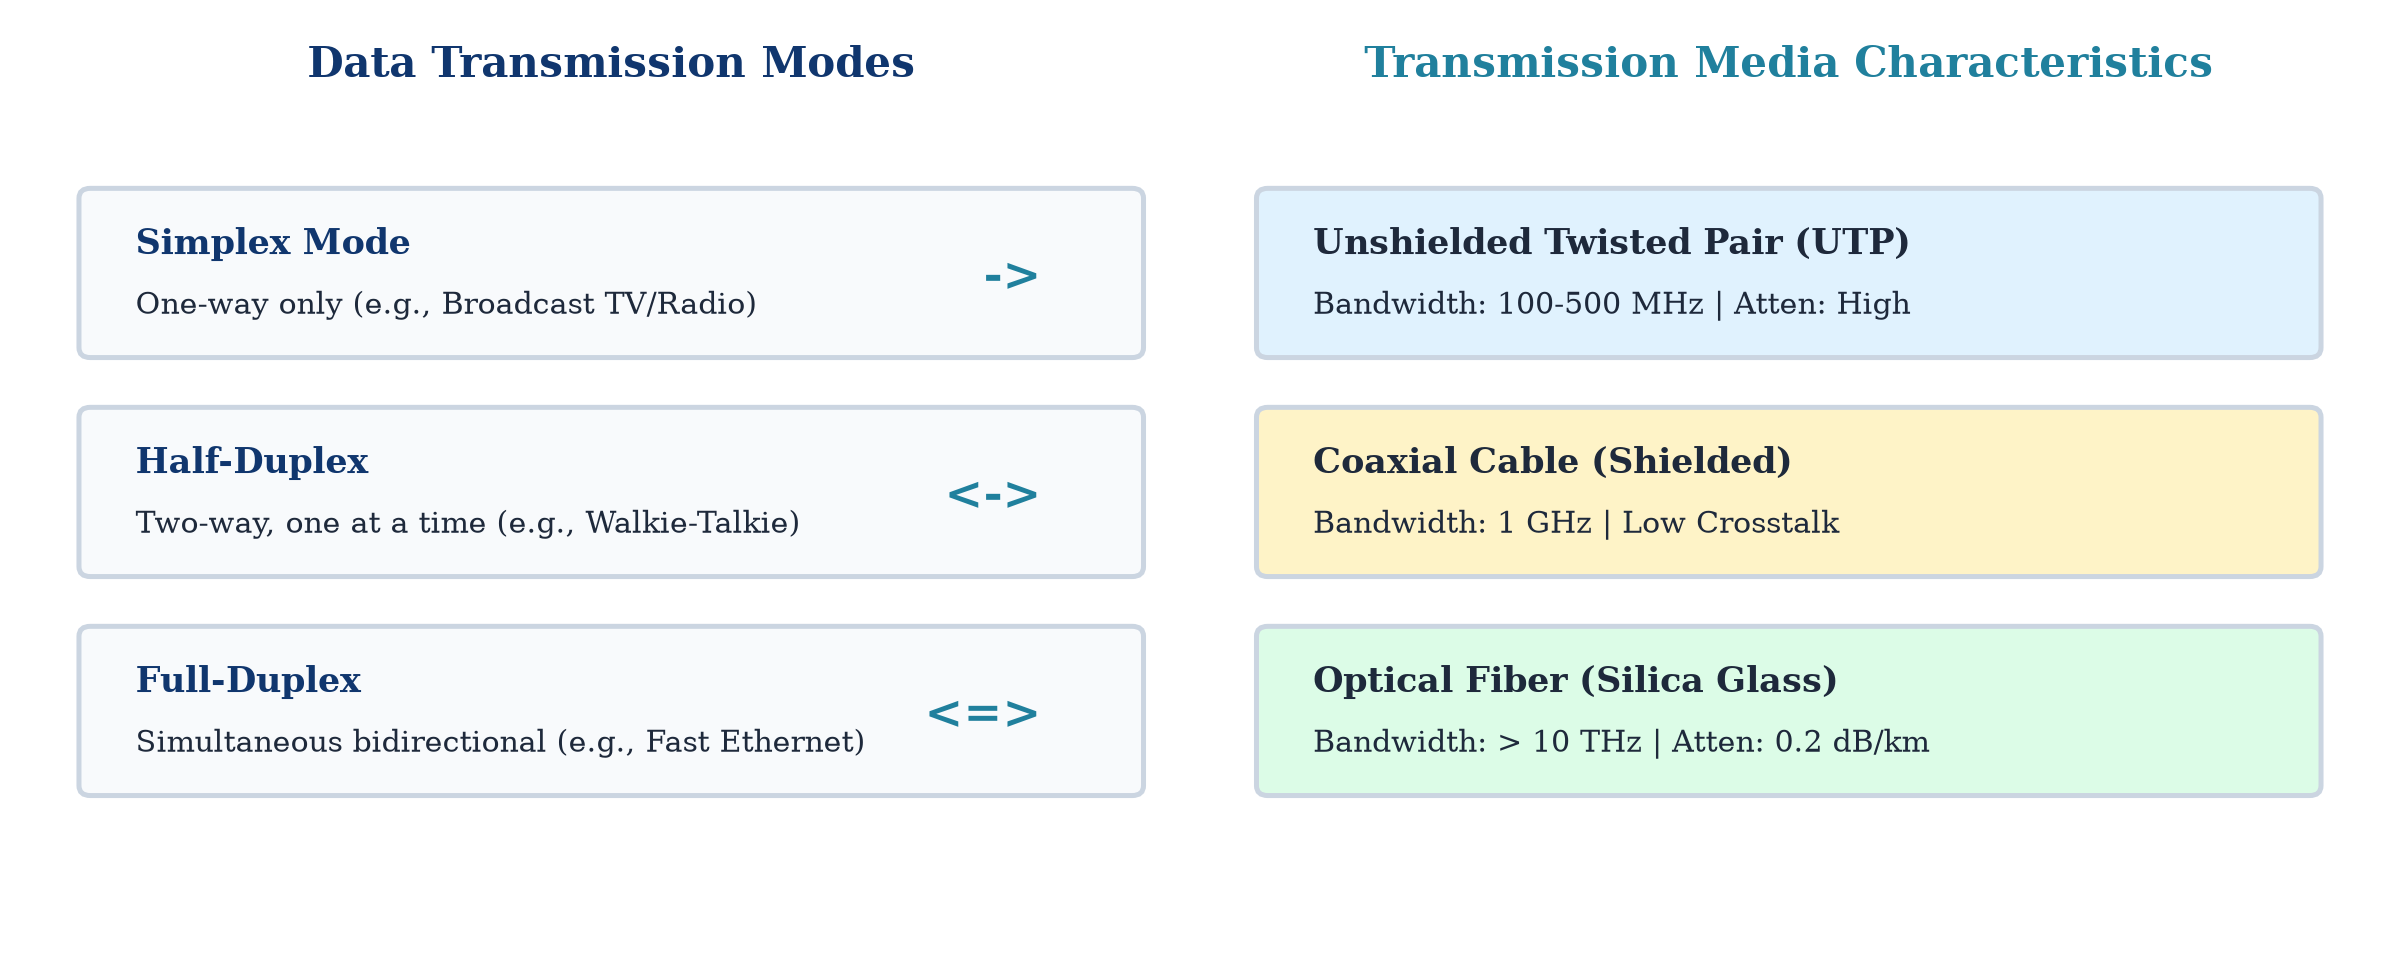 Data Transmission Modes
Simplex Mode
One-way only (e.g., Broadcast TV/Radio)
->
Half-Duplex
Two-way, one at a time (e.g., Walkie-Talkie)
<->
Full-Duplex
Simultaneous bidirectional (e.g., Fast Ethernet)
<=>
Transmission Media Characteristics
Unshielded Twisted Pair (UTP)
Bandwidth: 100-500 MHz | Atten: High
Coaxial Cable (Shielded)
Bandwidth: 1 GHz | Low Crosstalk
Optical Fiber (Silica Glass)
Bandwidth: > 10 THz | Atten: 0.2 dB/km